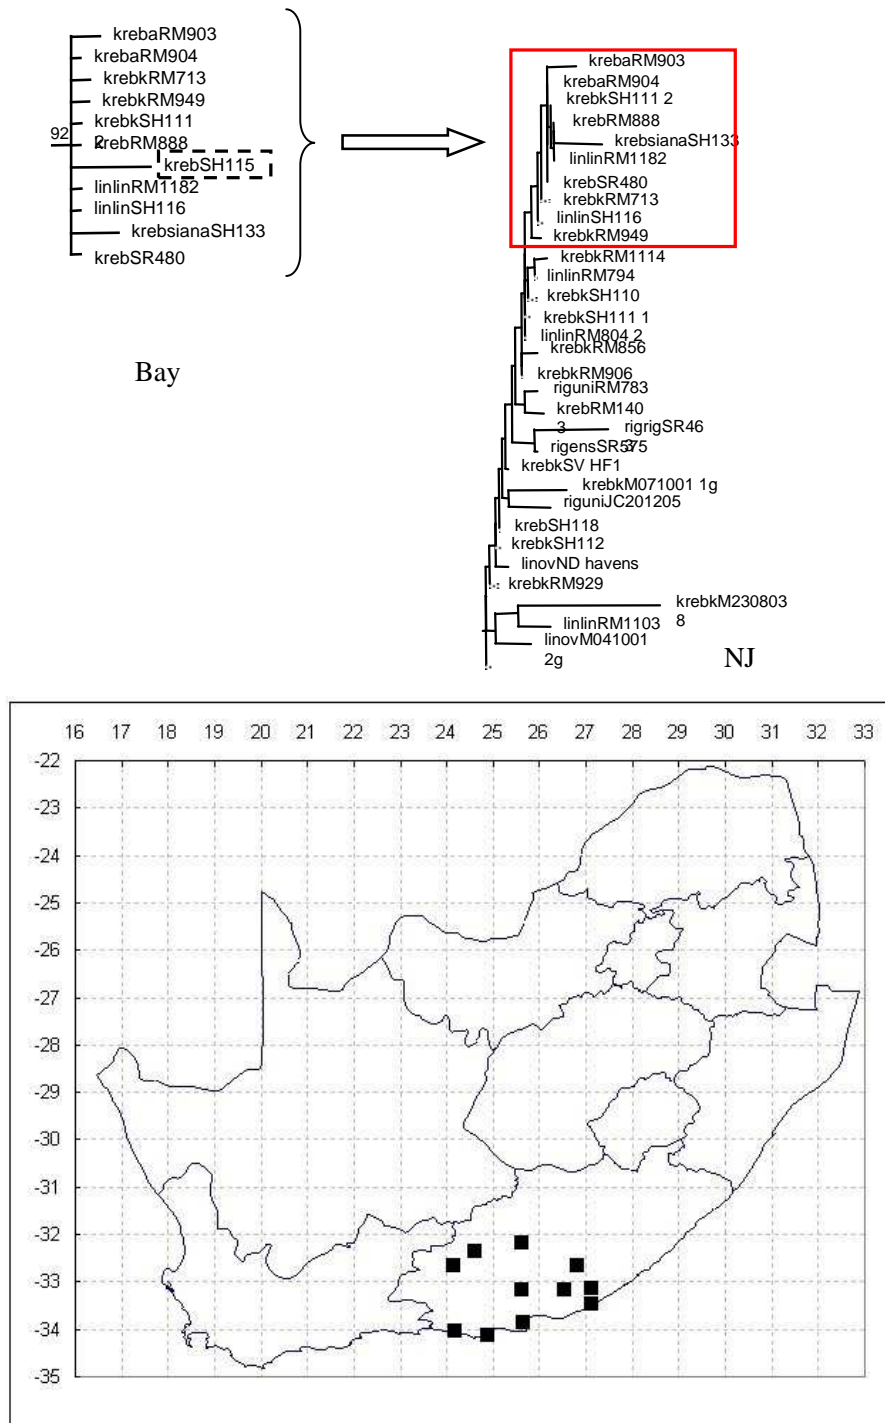 krebaRM903
krebaRM904
krebkRM713
krebkRM949
krebkSH111
2
92
krebRM888
krebSH115
linlinRM1182
linlinSH116
krebsianaSH133
krebSR480
Bay
krebaRM903
krebaRM904
krebkSH111 2
krebRM888
krebsianaSH133
linlinRM1182
krebSR480
krebkRM713
linlinSH116
krebkRM949
krebkRM1114
linlinRM794
krebkSH110
krebkSH111 1
linlinRM804 2
krebkRM856
krebkRM906
riguniRM783
krebRM140
3
rigrigSR46
3
rigensSR575
krebkSV HF1
krebkM071001 1g
riguniJC201205
krebSH118
krebkSH112
linovND havens
krebkRM929
krebkM230803
8
linlinRM1103
linovM041001
2g
NJ
16 17 18 19 20 21 22 23 24 25 26 27 28 29 30 31 32 33
-22
-23
-24
-25
-26
-27
-28
-29
-30
-31
-32
-33
-34
-35